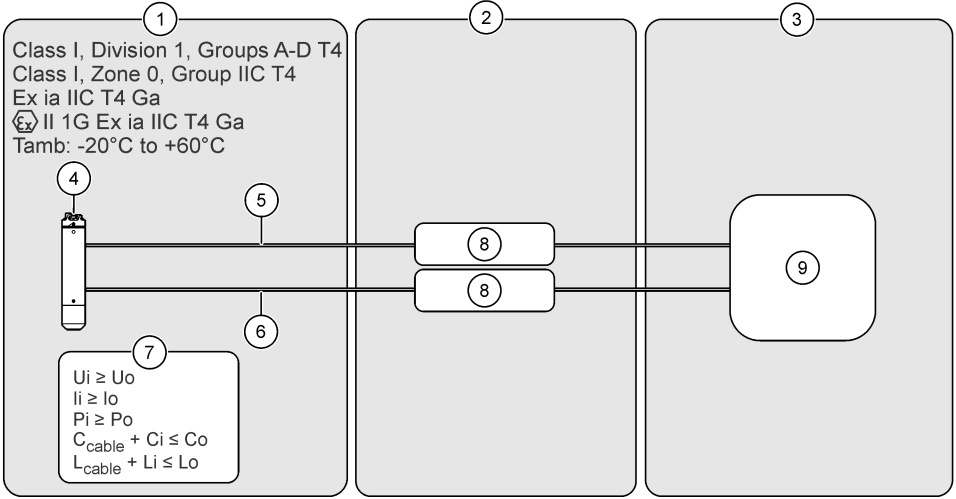 1
2
3
Class I, Division 1, Groups A-D T4
Class I, Zone 0, Group IIC T4
Ex ia IIC T4 Ga
Ex II 1G Ex ia IIC T4 Ga
Tamb: -20°C to +60°C
4
5
8
9
8
6
7
Ui ≥ Uo
Ii ≥ Io
Pi ≥ Po
Ccable + Ci ≤ Co
Lcable + Li ≤ Lo